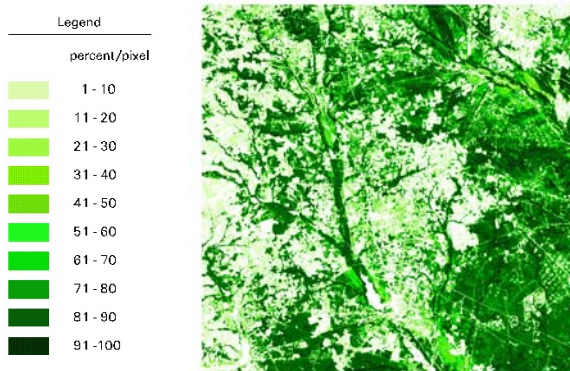 Legend
percent/pixel
1 - 10
11 - 20
21 - 30
31 - 40
41 - 50
51 - 60
61 - 70
71 - 80
81 - 90
91 -100